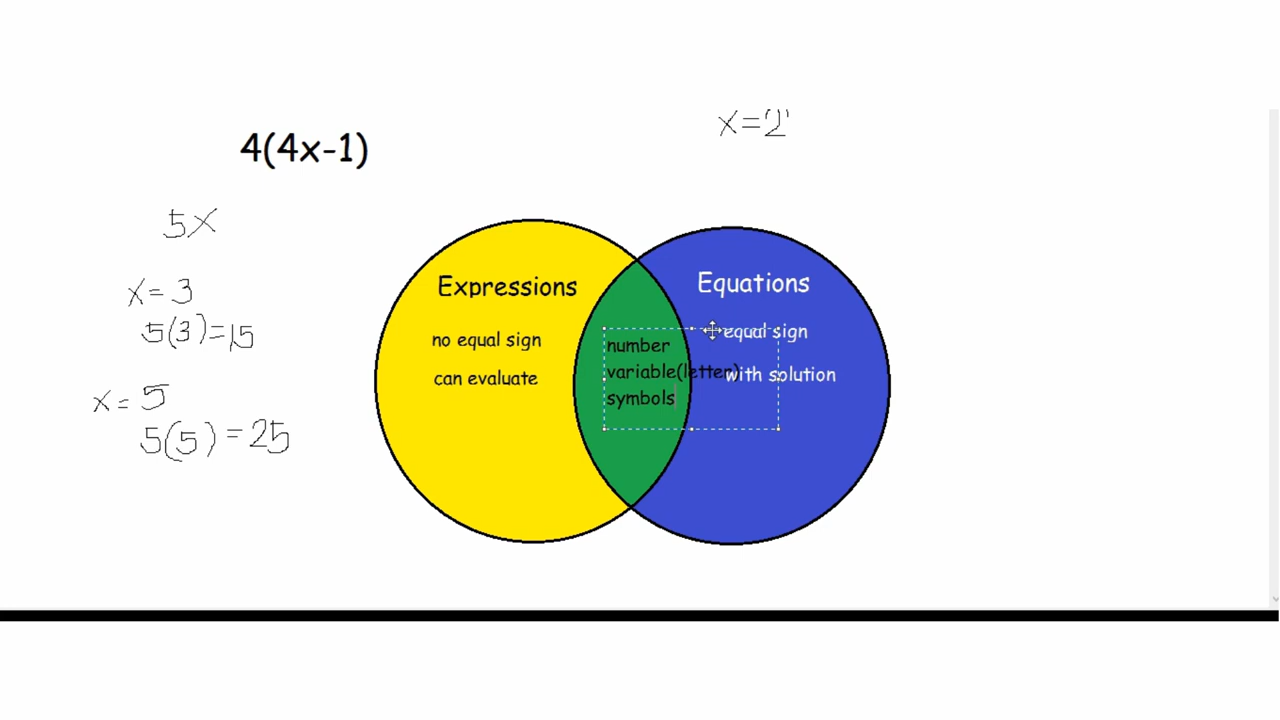 x=2
4(4x-1)
5x
x=3
5(3)=15
x=5
5(5)=25
Expressions
no equal sign
can evaluate
number
variable(letter)
symbols
Equations
equal sign
with solution